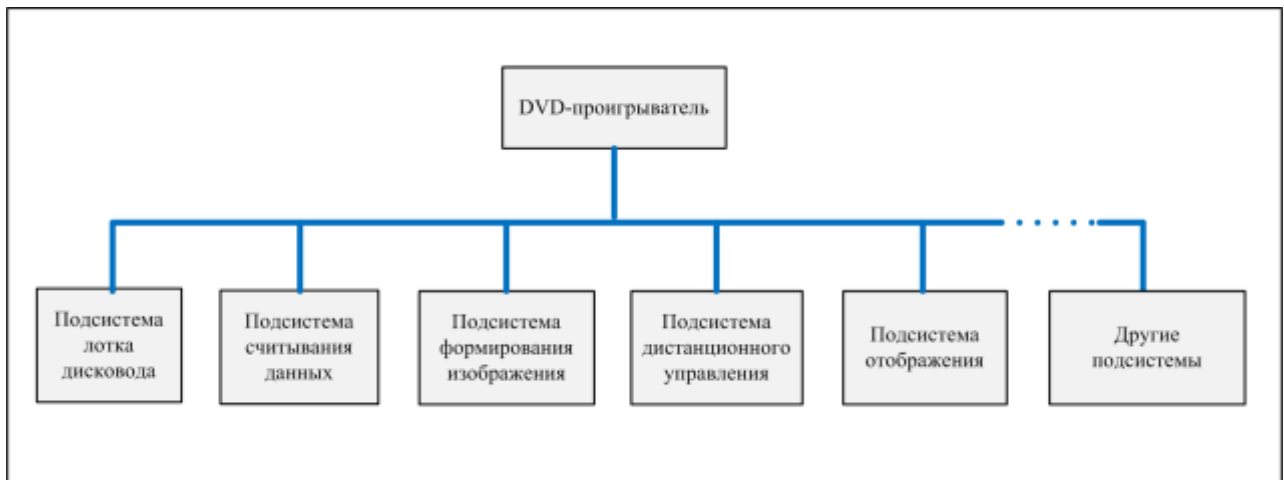 DVD-проигрыватель
Подсистема
лотка
дисковода
Подсистема
считывания
данных
Подсистема
формирования
изображения
Подсистема
дистанционного
управления
Подсистема
отображения
Другие
подсистемы